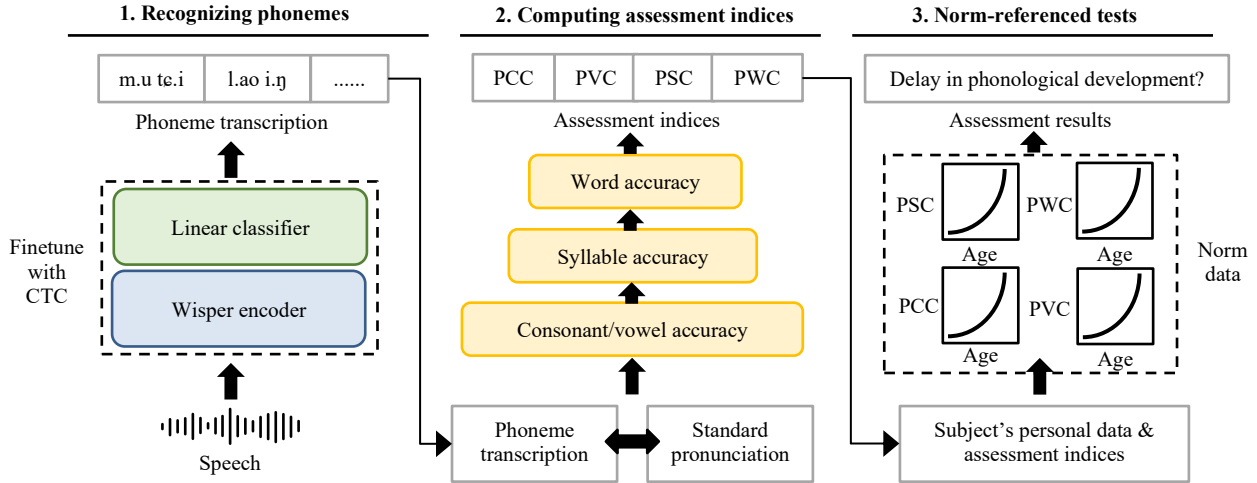 1. Recognizing phonemes
m.u tɕ.i
l.ao i.ŋ
......
Phoneme transcription
Linear classifier
Wisper encoder
Finetune
with
CTC
Speech
2. Computing assessment indices
PCC
PVC
PSC
PWC
Assessment indices
Word accuracy
Syllable accuracy
Consonant/vowel accuracy
Phoneme
transcription
Standard
pronunciation
3. Norm-referenced tests
Delay in phonological development?
Assessment results
PSC
Age
PWC
Age
PCC
Age
PVC
Age
Norm
data
Subject's personal data &
assessment indices